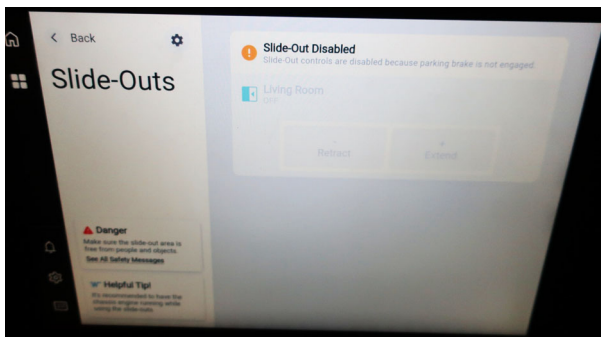 Back
Slide-Outs
Slide-Out Disabled
Slide-Out controls are disabled because parking brake is not engaged.
Living Room
OFF
Retract
Extend
Danger
Make sure the slide-out area is
free from people and objects.
See All Safety Messages
Helpful Tip!
It's recommended to have the
chassis engine running while
using the slide-outs.